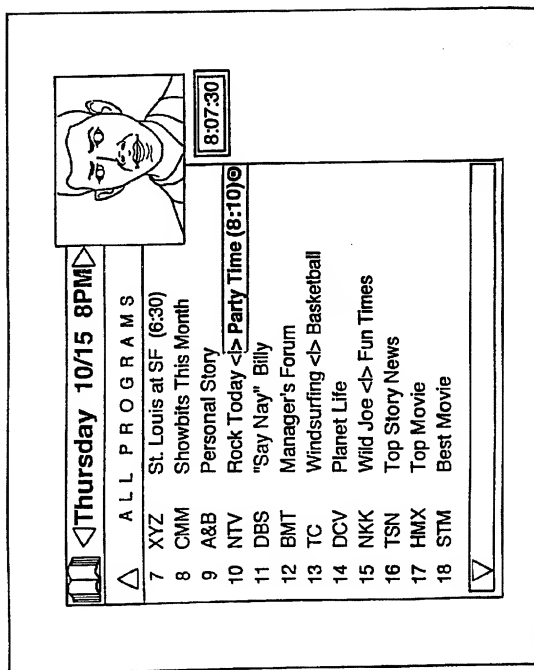 Thursday 10/15 8PM
ALL PROGRAMS
7 XYZ St. Louis at SF (6:30)
8 CMM Showbits This Month
9 A&B Personal Story
10 NTV Rock Today <I> Party Time (8:10)
11 DBS "Say Nay" Billy
12 BMT Manager's Forum
13 TC Windsurfing <I> Basketball
14 DCV Planet Life
15 NKK Wild Joe <I> Fun Times
16 TSN Top Story News
17 HMX Top Movie
18 STM Best Movie
8:07:30